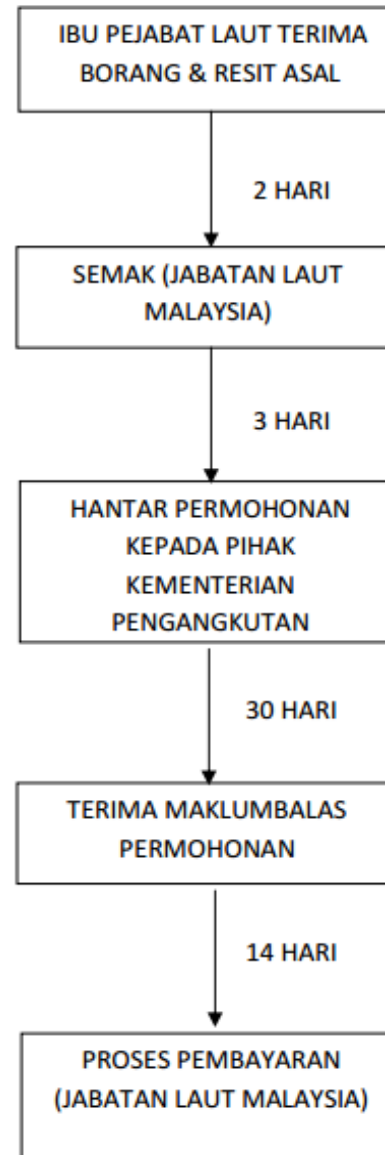 IBU PEJABAT LAUT TERIMA
BORANG & RESIT ASAL
2 HARI
SEMAK (JABATAN LAUT
MALAYSIA)
3 HARI
HANTAR PERMOHONAN
KEPADA PIHAK
KEMENTERIAN
PENGANGKUTAN
30 HARI
TERIMA MAKLUMBALAS
PERMOHONAN
14 HARI
PROSES PEMBAYARAN
(JABATAN LAUT MALAYSIA)